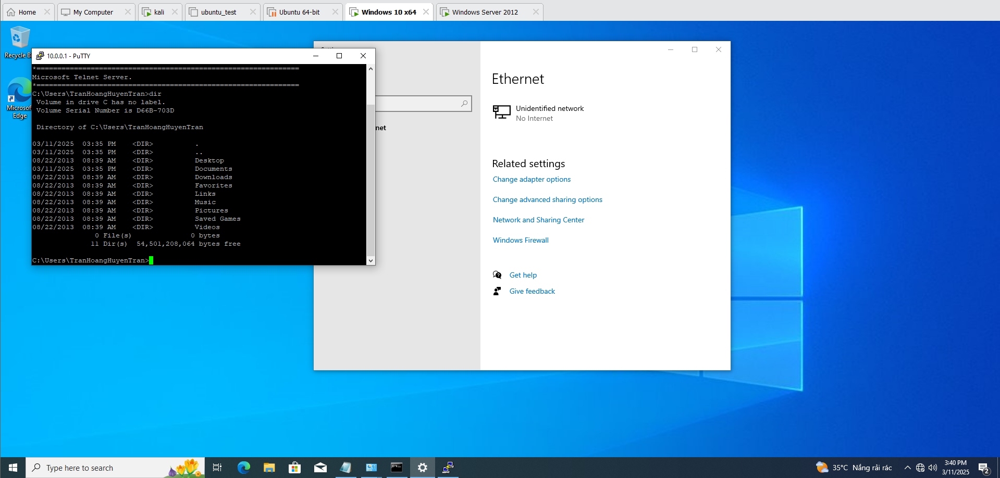 Home
My Computer
kali
ubuntu_test
Ubuntu 64-bit
Windows 10 x64
Windows Server 2012
Recycle B
Microsof
Edge
10.0.0.1 - PuTTY
*===============================================================
Microsoft Telnet Server.
*===============================================================
C:\Users\TranHoangHuyenTran>dir
Volume in drive C has no label.
Volume Serial Number is D66B-703D
Directory of C:\Users\TranHoangHuyenTran
03/11/2025  03:35 PM    <DIR>          .
03/11/2025  03:35 PM    <DIR>          ..
08/22/2013  08:39 AM    <DIR>          Desktop
03/11/2025  03:35 PM    <DIR>          Documents
08/22/2013  08:39 AM    <DIR>          Downloads
08/22/2013  08:39 AM    <DIR>          Favorites
08/22/2013  08:39 AM    <DIR>          Links
08/22/2013  08:39 AM    <DIR>          Music
08/22/2013  08:39 AM    <DIR>          Pictures
08/22/2013  08:39 AM    <DIR>          Saved Games
08/22/2013  08:39 AM    <DIR>          Videos
0 File(s)              0 bytes
11 Dir(s)  54,501,208,064 bytes free
C:\Users\TranHoangHuyenTran>
net
Ethernet
Unidentified network
No Internet
Related settings
Change adapter options
Change advanced sharing options
Network and Sharing Center
Windows Firewall
Get help
Give feedback
Type here to search
35°C Nắng rải rác
3:40 PM
3/11/2025
2